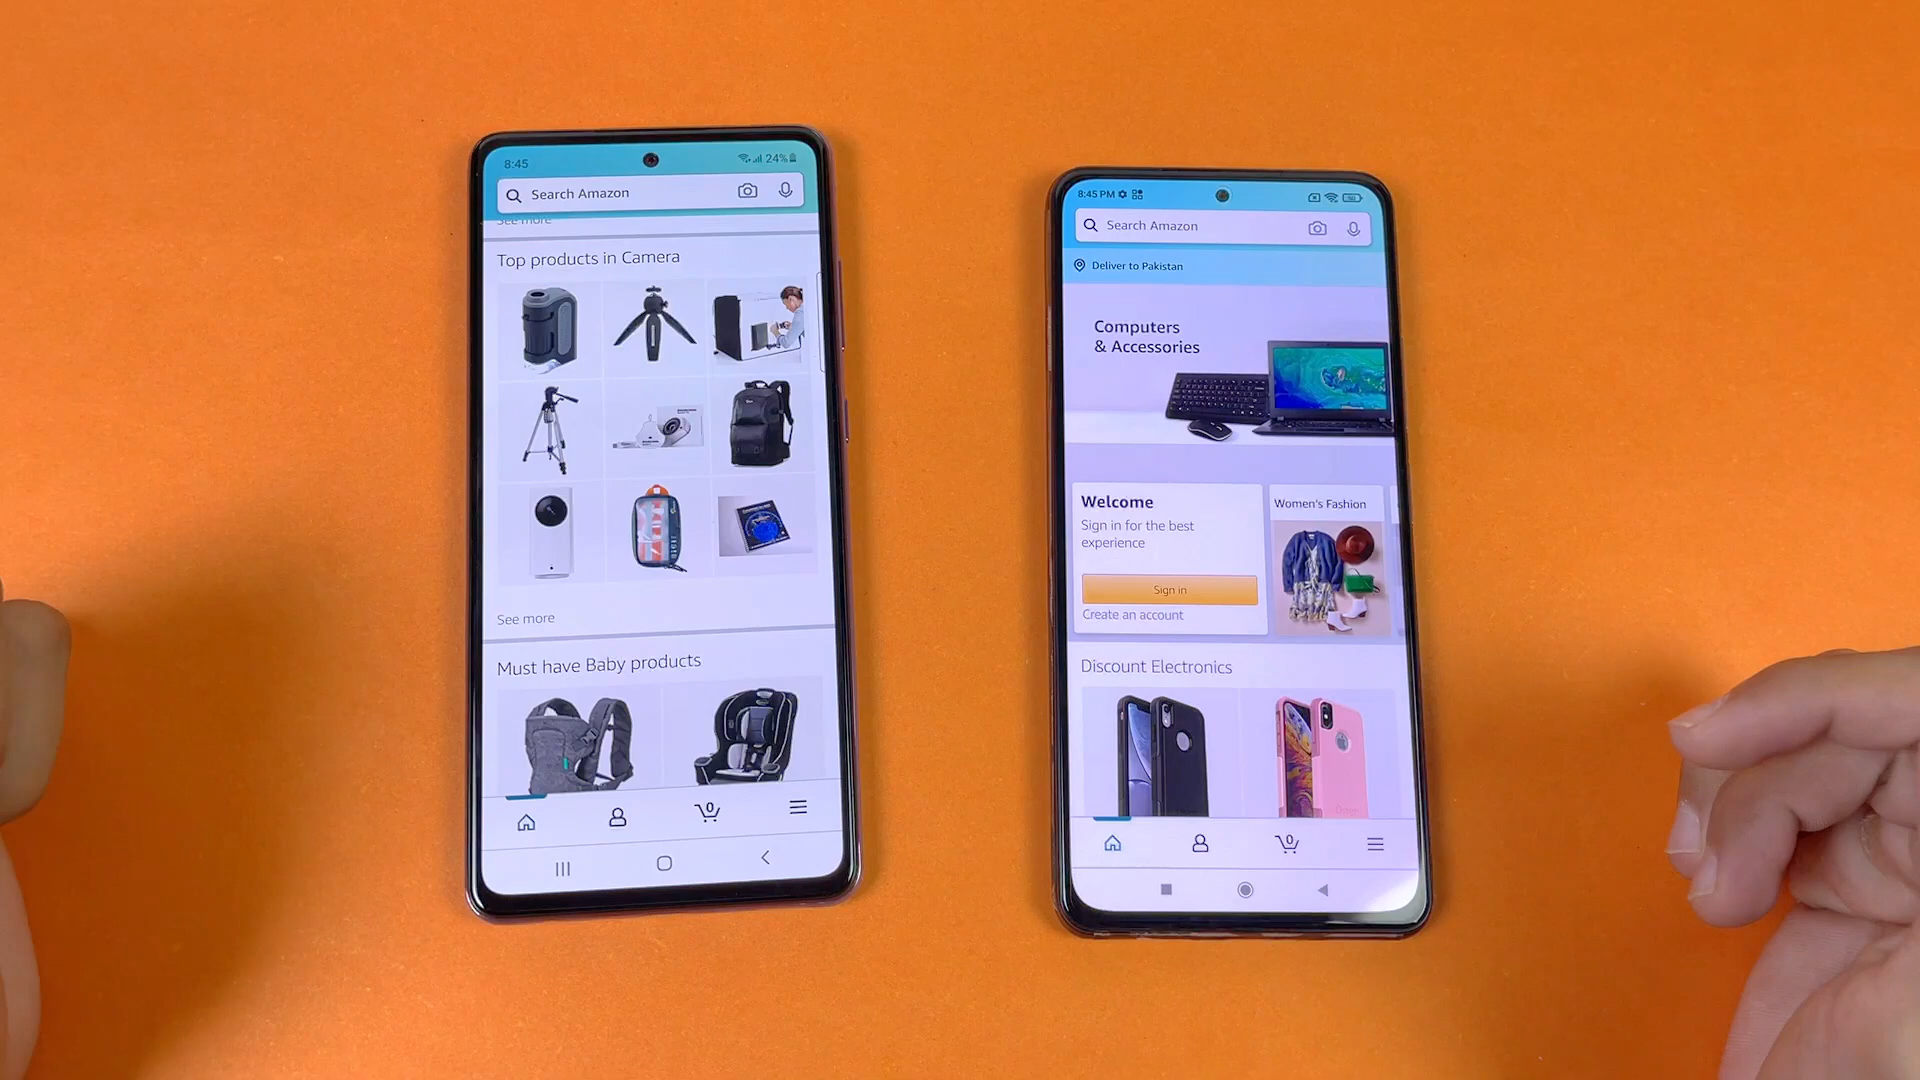 8:45
24%
Search Amazon
See more
Top products in Camera
See more
Must have Baby products
0
8:45 PM
Search Amazon
Deliver to Pakistan
Computers
& Accessories
Welcome
Sign in for the best
experience
Sign in
Create an account
Women's Fashion
Discount Electronics
0